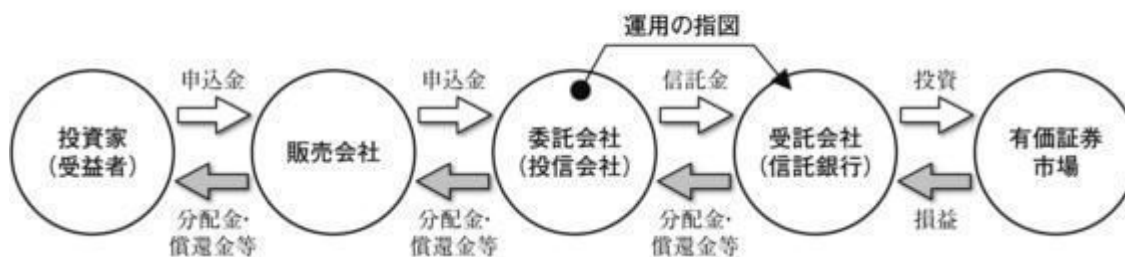 運用の指図
申込金
申込金
信託金
投資
投資家
(受益者)
販売会社
委託会社
(投信会社)
受託会社
(信託銀行)
有価証券
市場
分配金・
償還金等
分配金・
償還金等
分配金・
償還金等
損益